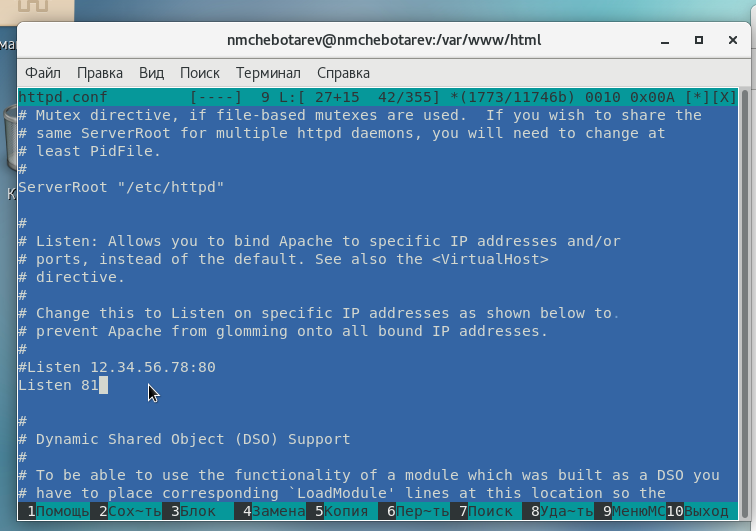 nmchebotarev@nmchebotarev:/var/www/html
Файл Правка Вид Поиск Терминал Справка
httpd.conf [----] 9 L:[ 27+15 42/355] *(1773/11746b) 0010 0x00A [*][X]
# Mutex directive, if file-based mutexes are used. If you wish to share the
# same ServerRoot for multiple httpd daemons, you will need to change at
# least PidFile.
#
ServerRoot "/etc/httpd"
#
# Listen: Allows you to bind Apache to specific IP addresses and/or
# ports, instead of the default. See also the <VirtualHost>
# directive.
#
# Change this to Listen on specific IP addresses as shown below to.
# prevent Apache from glomming onto all bound IP addresses.
#
#Listen 12.34.56.78:80
Listen 81
#
# Dynamic Shared Object (DSO) Support
#
# To be able to use the functionality of a module which was built as a DSO you
# have to place corresponding `LoadModule' lines at this location so the
1Помощь 2Сох~ть 3Блок 4Замена 5Копия 6Пер~ть 7Поиск 8Уда~ть 9МенюMC 10Выход